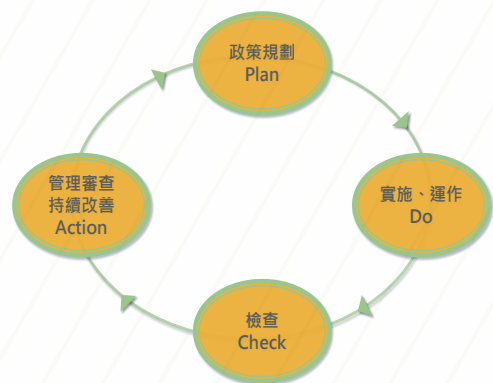 政策規劃
Plan
實施、運作
Do
檢查
Check
管理審查
持續改善
Action